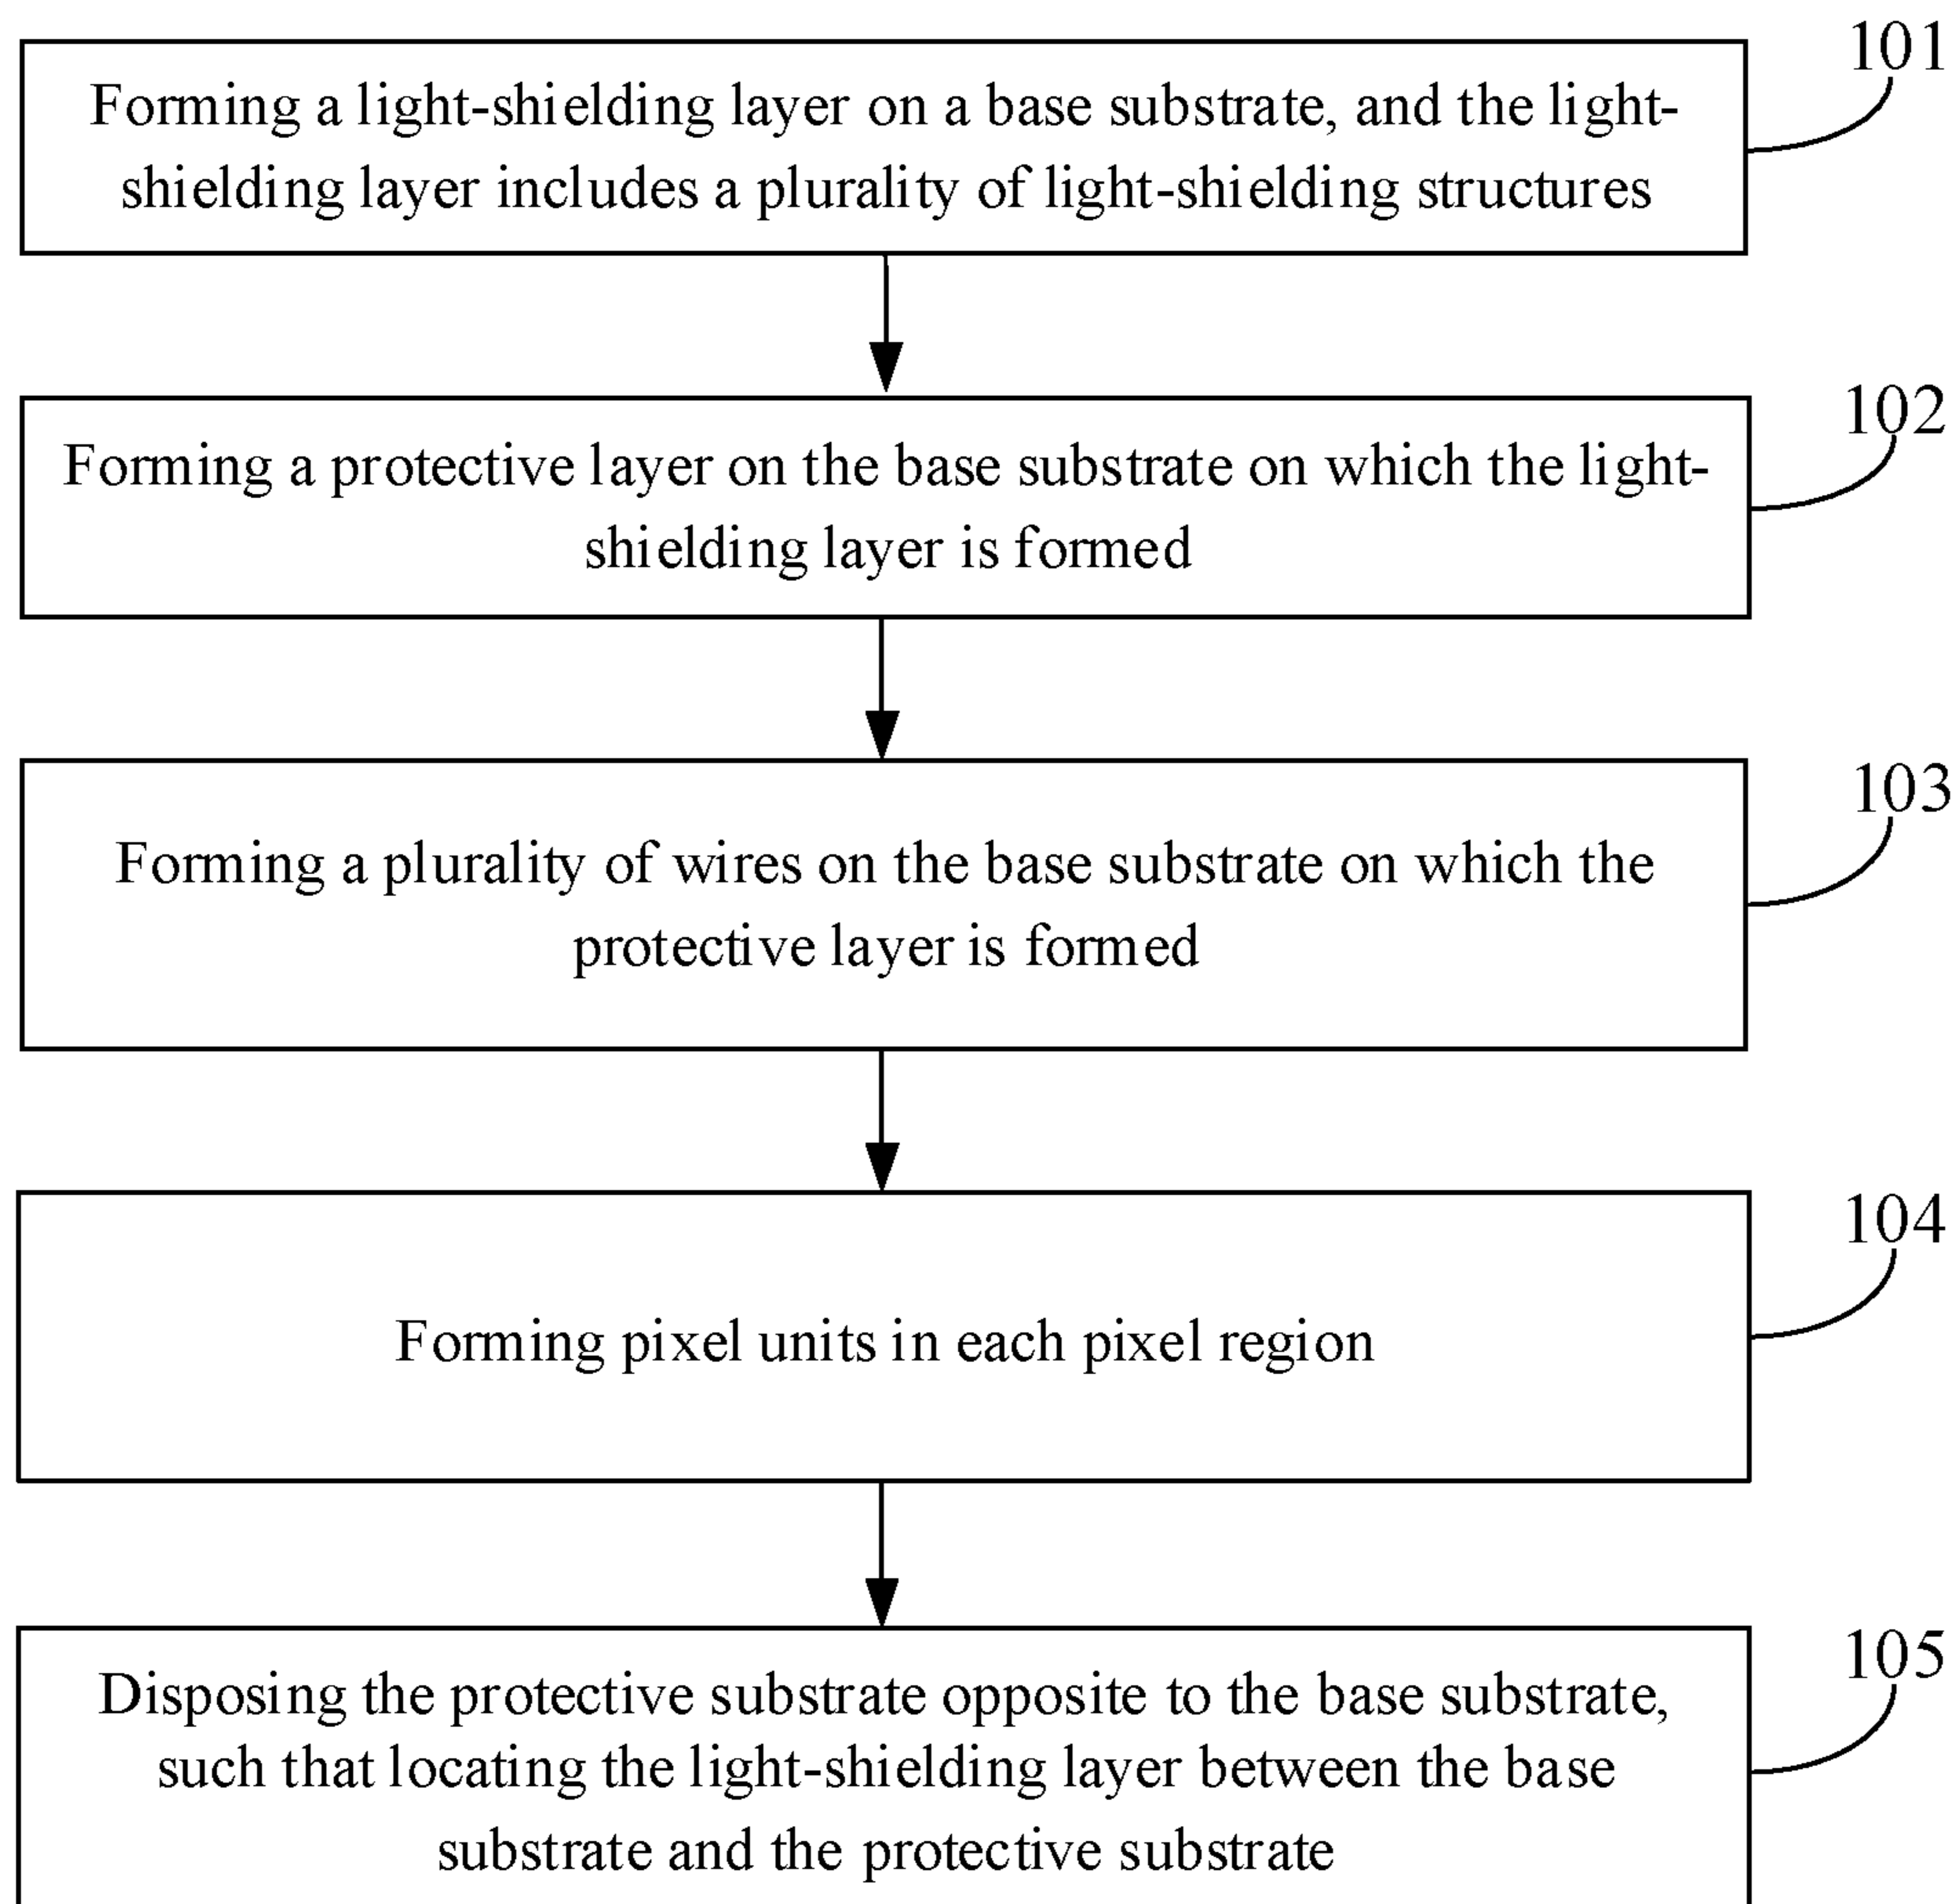 101
Forming a light-shielding layer on a base substrate, and the light-
shielding layer includes a plurality of light-shielding structures
102
Forming a protective layer on the base substrate on which the light-
shielding layer is formed
103
Forming a plurality of wires on the base substrate on which the
protective layer is formed
104
Forming pixel units in each pixel region
105
Disposing the protective substrate opposite to the base substrate,
such that locating the light-shielding layer between the base
substrate and the protective substrate